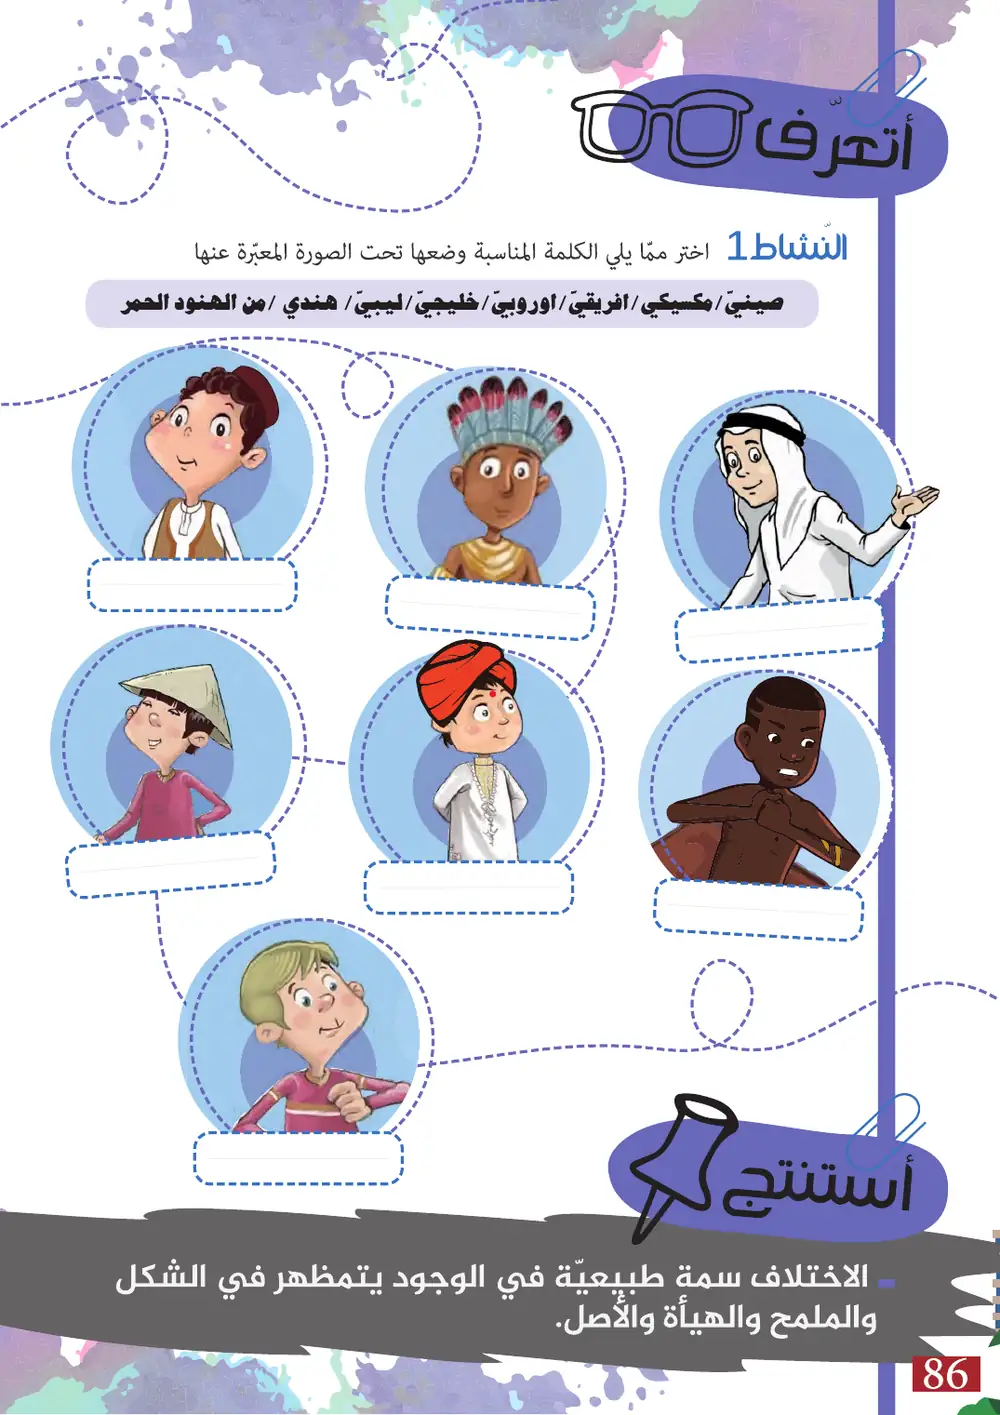 أتعرّف
النّشاط 1 اختر ممّا يلي الكلمة المناسبة وضعها تحت الصورة المعبّرة عنها
صينيّ / مكسيكي / افريقيّ / اوروبيّ / خليجيّ / ليبيّ / هندي / من الهنود الحمر
أستنتج
- الاختلاف سمة طبيعيّة في الوجود يتمظهر في الشكل
والملمح والهيأة والأصل.
86